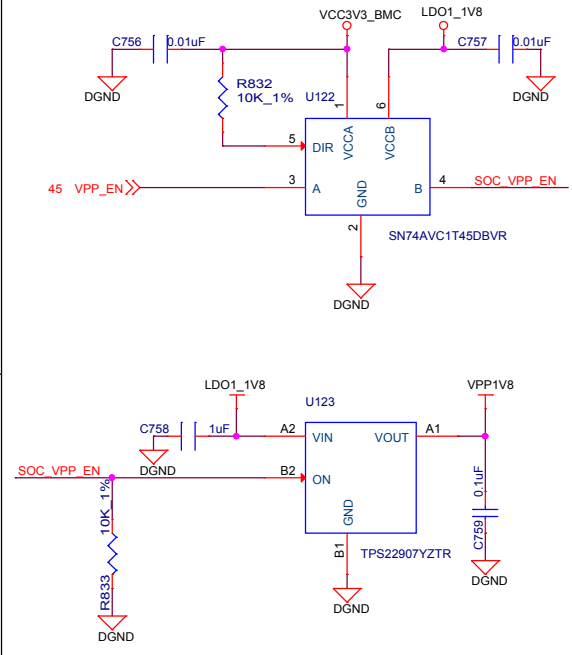 VCC3V3_BMC
LDO1_1V8
C756
0.01uF
C757
0.01uF
DGND
R832
10K_1%
DGND
U122
1
6
5
DIR
VCCA
VCCB
45 VPP_EN
3
A
GND
B
4
SOC_VPP_EN
2
SN74AVC1T45DBVR
DGND
LDO1_1V8
VPP1V8
U123
C758
1uF
A2
VIN
VOUT
A1
DGND
SOC_VPP_EN
B2
ON
GND
10K_1%
R833
0.1uF
C759
B1
TPS22907YZTR
DGND
DGND
DGND